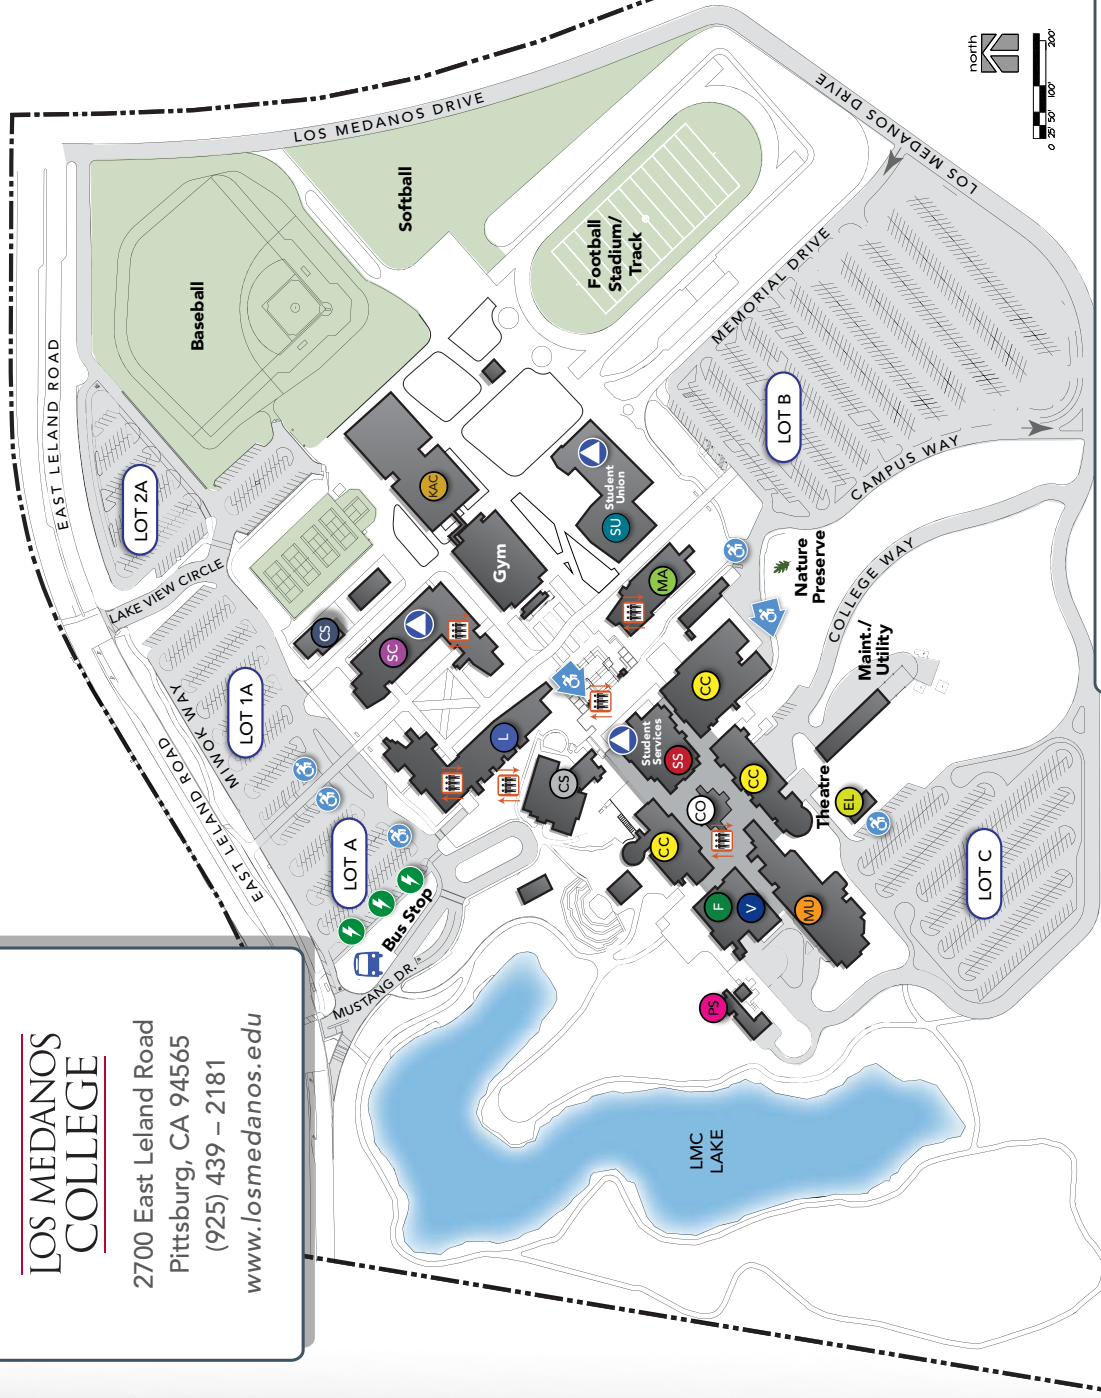 LOS MEDANOS
COLLEGE
2700 East Leland Road
Pittsburg, CA 94565
(925) 439 – 2181
www.losmedanos.edu
EAST LELAND ROAD
LOS MEDANOS DRIVE
Baseball
Softball
Football
Stadium/
Track
LOS MEDANOS DRIVE
north
0 25' 50' 100' 200'
LOT 2A
LAKE VIEW CIRCLE
LOT 1A
MIWOK WAY
EAST LELAND ROAD
LOT A
Bus Stop
MUSTANG DR.
KAC
Gym
CS
SC
L
CS
Student
Union
SU
MA
MEMORIAL DRIVE
LOT B
CAMPUS WAY
Nature
Preserve
COLLEGE WAY
Maint./
Utility
CC
Student
Services
SS
CC
Theatre
EL
CO
CC
F
V
MU
PS
LOT C
LOS MEDANOS DRIVE
LMC
LAKE